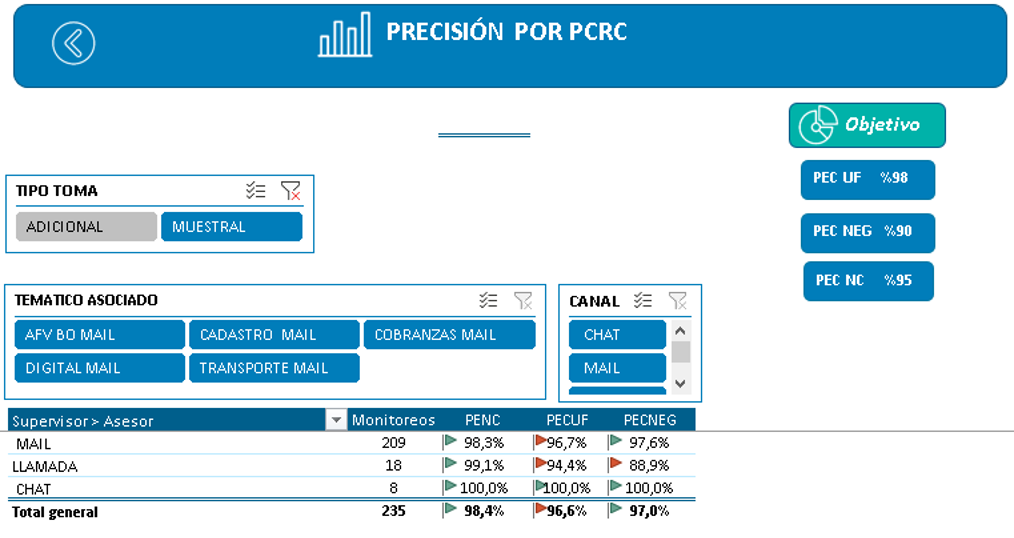 PRECISIÓN POR PCRC
Objetivo
PEC UF %98
PEC NEG %90
PEC NC %95
TIPO TOMA
ADICIONAL MUESTRAL
TEMATICO ASOCIADO
AFV BO MAIL CADASTRO MAIL COBRANZAS MAIL
DIGITAL MAIL TRANSPORTE MAIL
CANAL
CHAT
MAIL
Supervisor > Asesor Monitoreos PENC PECUF PECNEG
MAIL 209 98,3% 96,7% 97,6%
LLAMADA 18 99,1% 94,4% 88,9%
CHAT 8 100,0% 100,0% 100,0%
Total general 235 98,4% 96,6% 97,0%